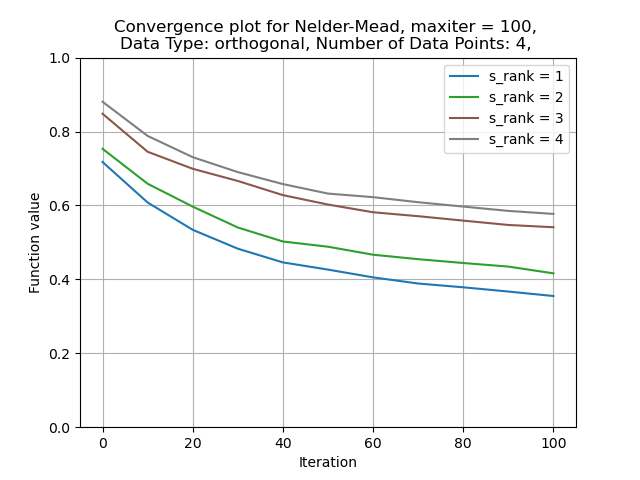 Convergence plot for Nelder-Mead, maxiter = 100,
Data Type: orthogonal, Number of Data Points: 4,
1.0
0.8
0.6
0.4
0.2
0.0
Function value
s_rank = 1
s_rank = 2
s_rank = 3
s_rank = 4
0 20 40 60 80 100
Iteration